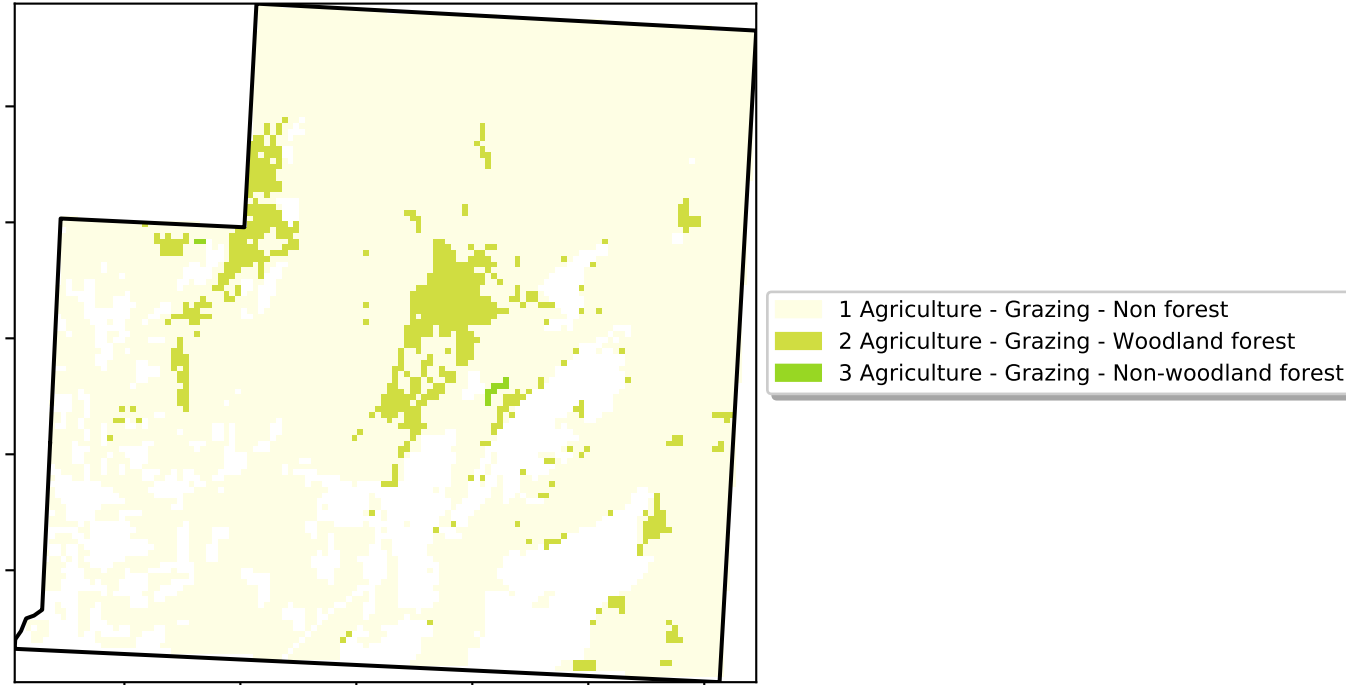 1 Agriculture - Grazing - Non forest
2 Agriculture - Grazing - Woodland forest
3 Agriculture - Grazing - Non-woodland forest